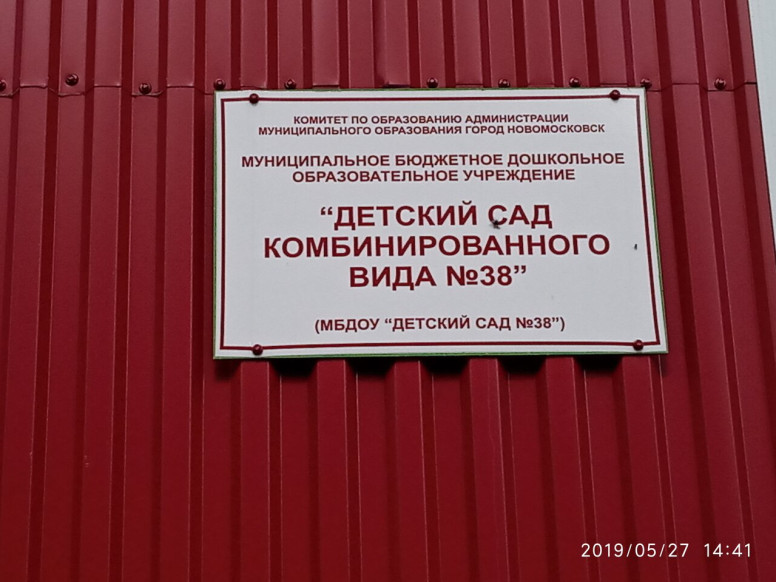 КОМИТЕТ ПО ОБРАЗОВАНИЮ АДМИНИСТРАЦИИ
МУНИЦИПАЛЬНОГО ОБРАЗОВАНИЯ ГОРОД НОВОМОСКОВСК
МУНИЦИПАЛЬНОЕ БЮДЖЕТНОЕ ДОШКОЛЬНОЕ
ОБРАЗОВАТЕЛЬНОЕ УЧРЕЖДЕНИЕ
“ДЕТСКИЙ САД
КОМБИНИРОВАННОГО
ВИДА №38”
(МБДОУ “ДЕТСКИЙ САД №38”)
2019/05/27 14:41